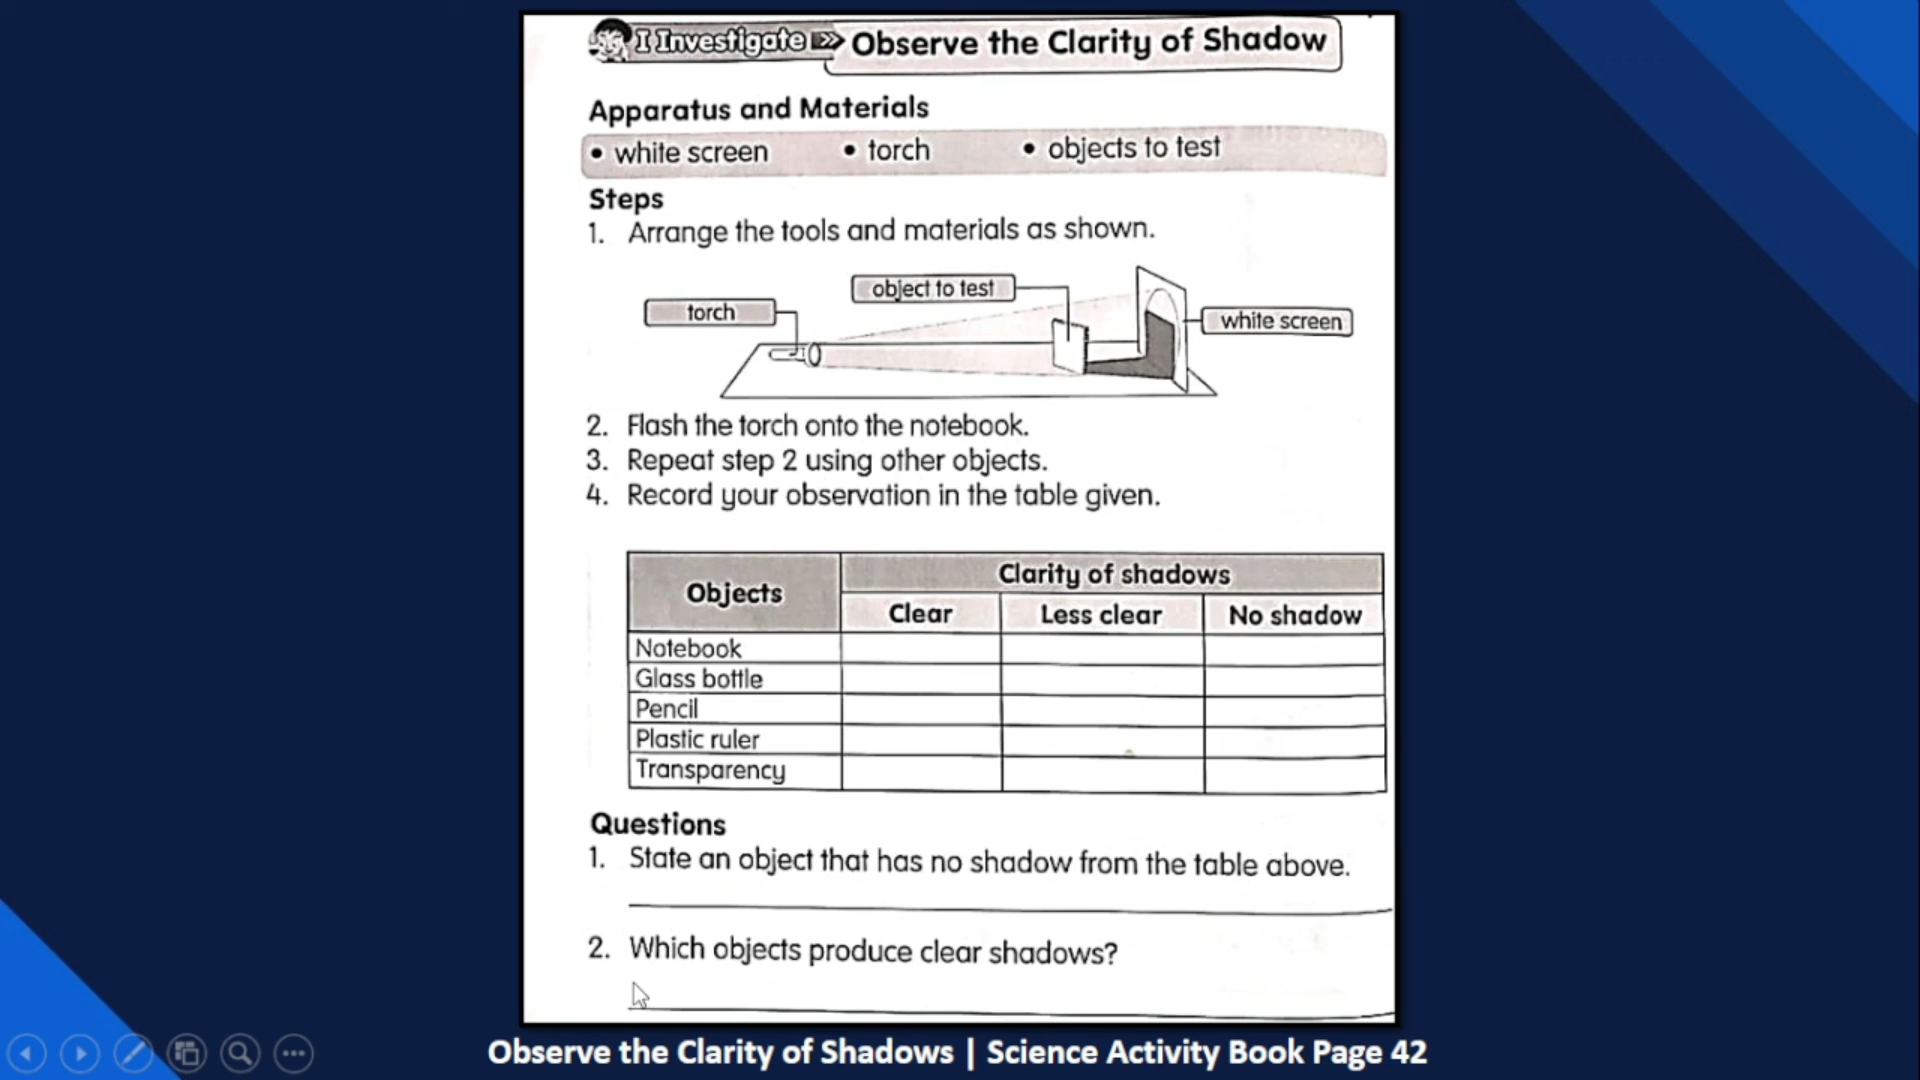 I Investigate Observe the Clarity of Shadow
Apparatus and Materials
• white screen • torch • objects to test
Steps
1. Arrange the tools and materials as shown.
object to test
torch
white screen
2. Flash the torch onto the notebook.
3. Repeat step 2 using other objects.
4. Record your observation in the table given.
Objects
Clarity of shadows
Clear Less clear No shadow
Notebook
Glass bottle
Pencil
Plastic ruler
Transparency
Questions
1. State an object that has no shadow from the table above.
2. Which objects produce clear shadows?
Observe the Clarity of Shadows | Science Activity Book Page 42